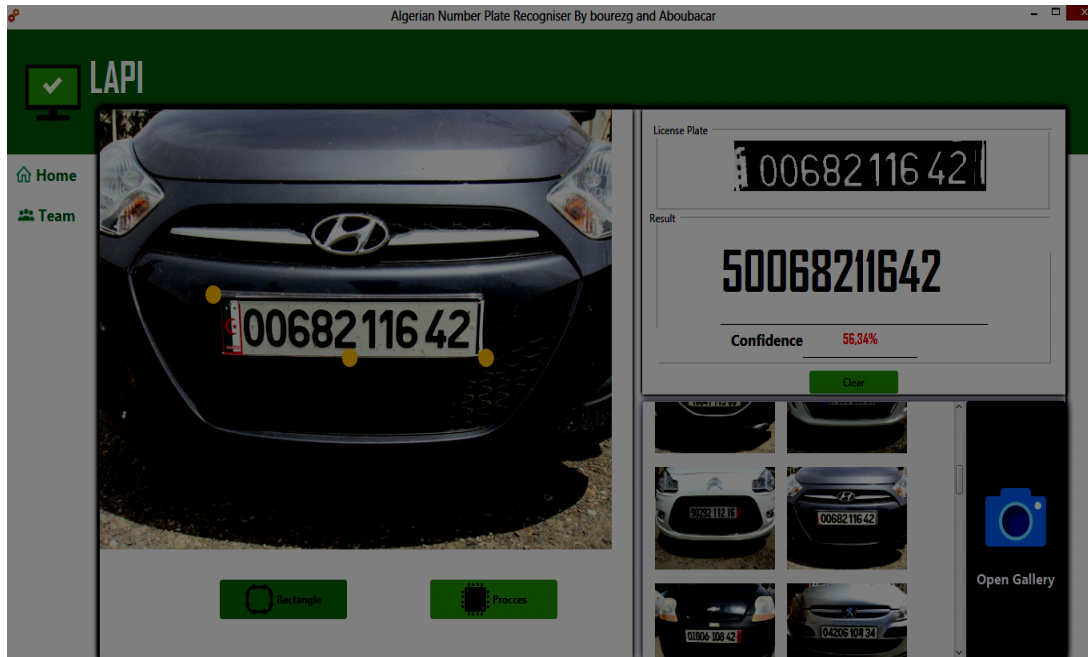 Algerian Number Plate Recogniser By bourezg and Aboubacar
LAPI
Home
Team
00682 116 42
Rectangle
Procces
License Plate
00682 116 42
Result
50068211642
Confidence 56,34%
Clear
98292 112 16
00682 116 42
01006 108 42
04206 108 34
Open Gallery